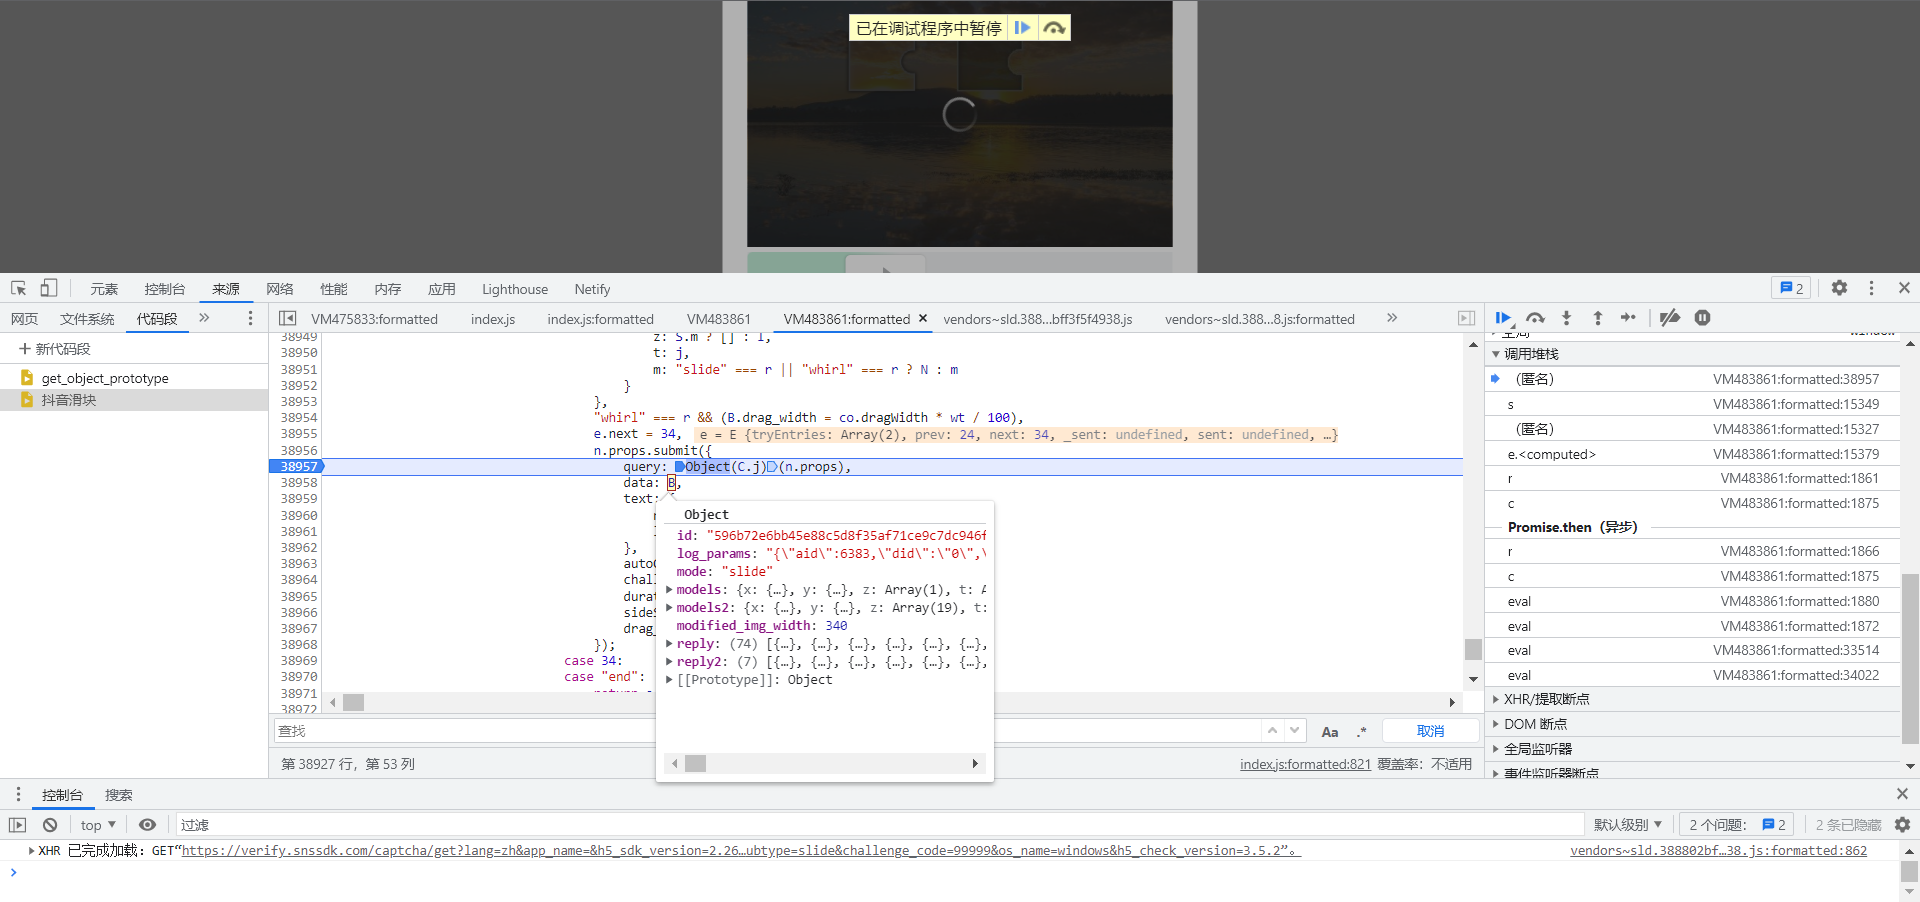 已在调试程序中暂停
元素 控制台 来源 网络 性能 内存 应用 Lighthouse Netlify 2
网页 文件系统 代码段 »
VM475833:formatted index.js index.js:formatted VM483861 VM483861:formatted × vendors~sld.388...bff3f5f4938.js vendors~sld.388...8.js:formatted »
+ 新代码段
get_object_prototype
抖音滑块
38949 z: S.m ? [] : I,
38950 t: j,
38951 m: "slide" === r || "whirl" === r ? N : m
38952 }
38953 },
38954 "whirl" === r && (B.drag_width = co.dragWidth * wt / 100),
38955 e.next = 34, e = E {tryEntries: Array(2), prev: 24, next: 34, _sent: undefined, sent: undefined, …}
38956 n.props.submit({
38957 query: Object(C.j)(n.props),
38958 data: B,
38959 text:
38960
38961
38962 },
38963 auto
38964 chal
38965 durat
38966 side
38967 drag_
38968 });
38969 case 34:
38970 case "end":
38971
38972
Object
id: "596b72e6bb45e88c5d8f35af71ce9c7dc946f
log_params: "{\"aid\":6383,\"did\":\"0\",\
mode: "slide"
models: {x: {…}, y: {…}, z: Array(1), t: A
models2: {x: {…}, y: {…}, z: Array(19), t:
modified_img_width: 340
reply: (74) [{…}, {…}, {…}, {…}, {…}, {…},
reply2: (7) [{…}, {…}, {…}, {…}, {…}, {…},
[[Prototype]]: Object
查找 Aa .* 取消
第 38927 行，第 53 列 index.js:formatted:821 覆盖率：不适用
全局 window
调用堆栈
（匿名） VM483861:formatted:38957
s VM483861:formatted:15349
（匿名） VM483861:formatted:15327
e.<computed> VM483861:formatted:15379
r VM483861:formatted:1861
c VM483861:formatted:1875
Promise.then（异步）
r VM483861:formatted:1866
c VM483861:formatted:1875
eval VM483861:formatted:1880
eval VM483861:formatted:1872
eval VM483861:formatted:33514
eval VM483861:formatted:34022
XHR/提取断点
DOM 断点
全局监听器
事件监听器断点
控制台 搜索
top 过滤 默认级别 2 个问题： 2 2 条已隐藏
XHR 已完成加载：GET“https://verify.snssdk.com/captcha/get?lang=zh&app_name=&h5_sdk_version=2.26…ubtype=slide&challenge_code=99999&os_name=windows&h5_check_version=3.5.2”。 vendors~sld.388802bf…38.js:formatted:862